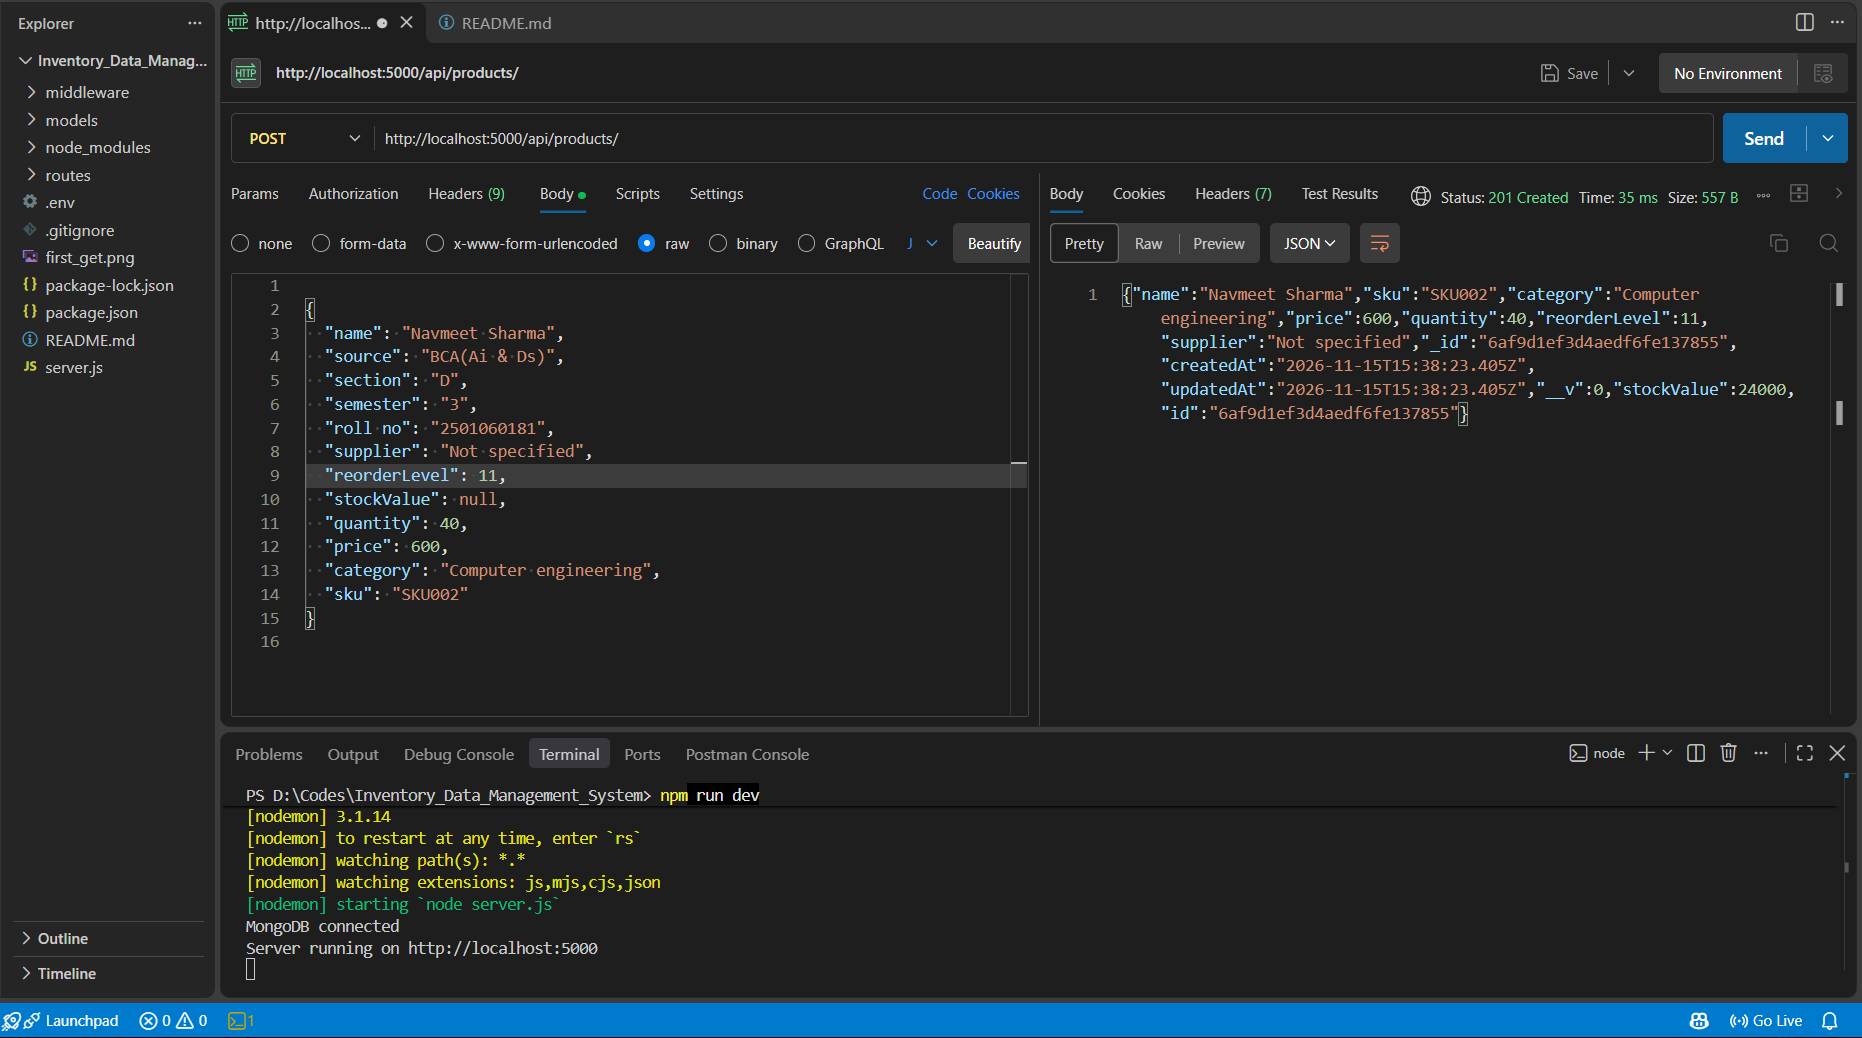 Explorer
Inventory_Data_Manag...
middleware
models
node_modules
routes
.env
.gitignore
first_get.png
package-lock.json
package.json
README.md
JS server.js
Outline
Timeline
HTTP http://localhos...
README.md
HTTP http://localhost:5000/api/products/
Save
No Environment
POST
http://localhost:5000/api/products/
Send
Params Authorization Headers (9) Body Scripts Settings Code Cookies
none form-data x-www-form-urlencoded raw binary GraphQL J Beautify
1
2 {
3 "name": "Navmeet Sharma",
4 "source": "BCA(Ai & Ds)",
5 "section": "D",
6 "semester": "3",
7 "roll no": "2501060181",
8 "supplier": "Not specified",
9 "reorderLevel": 11,
10 "stockValue": null,
11 "quantity": 40,
12 "price": 600,
13 "category": "Computer engineering",
14 "sku": "SKU002"
15 }
16
Body Cookies Headers (7) Test Results Status: 201 Created Time: 35 ms Size: 557 B
Pretty Raw Preview JSON
1 {"name":"Navmeet Sharma","sku":"SKU002","category":"Computer
engineering","price":600,"quantity":40,"reorderLevel":11,
"supplier":"Not specified","_id":"6af9d1ef3d4aedf6fe137855",
"createdAt":"2026-11-15T15:38:23.405Z",
"updatedAt":"2026-11-15T15:38:23.405Z","__v":0,"stockValue":24000,
"id":"6af9d1ef3d4aedf6fe137855"}
Problems Output Debug Console Terminal Ports Postman Console
node
PS D:\Codes\Inventory_Data_Management_System> npm run dev
[nodemon] 3.1.14
[nodemon] to restart at any time, enter `rs`
[nodemon] watching path(s): *.*
[nodemon] watching extensions: js,mjs,cjs,json
[nodemon] starting `node server.js`
MongoDB connected
Server running on http://localhost:5000
Launchpad 0 0 1
Go Live